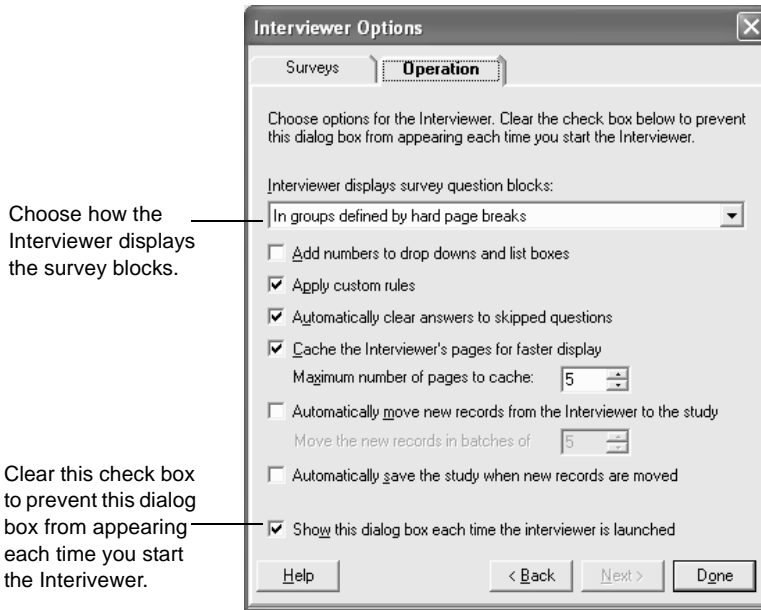 Interviewer Options
Surveys
Operation
Choose options for the Interviewer. Clear the check box below to prevent
this dialog box from appearing each time you start the Interviewer.
Interviewer displays survey question blocks:
Choose how the
Interviewer displays
the survey blocks.
In groups defined by hard page breaks
Add numbers to drop downs and list boxes
Apply custom rules
Automatically clear answers to skipped questions
Cache the Interviewer's pages for faster display
Maximum number of pages to cache: 5
Automatically move new records from the Interviewer to the study
Move the new records in batches of 5
Automatically save the study when new records are moved
Clear this check box
to prevent this dialog
box from appearing
each time you start
the Interivewer.
Show this dialog box each time the interviewer is launched
Help
< Back
Next >
Done